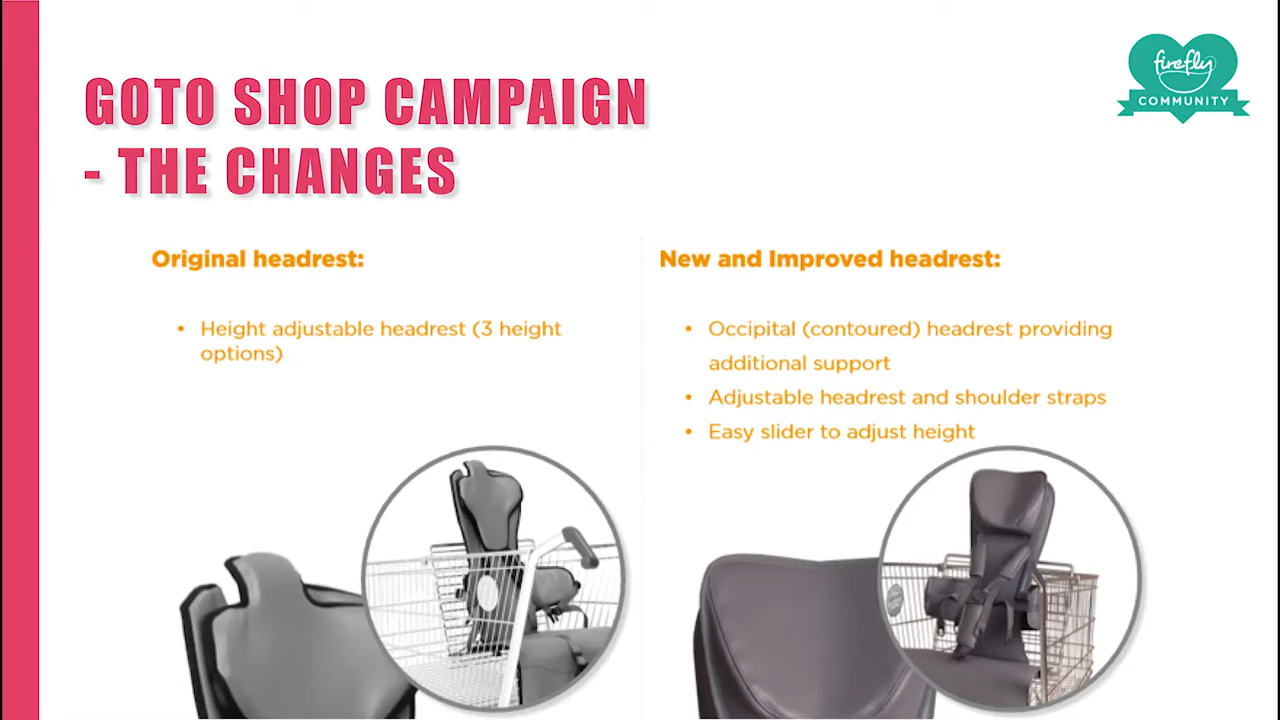 GOTO SHOP CAMPAIGN
- THE CHANGES
firefly
COMMUNITY
Original headrest:
• Height adjustable headrest (3 height
options)
New and Improved headrest:
• Occipital (contoured) headrest providing
additional support
• Adjustable headrest and shoulder straps
• Easy slider to adjust height